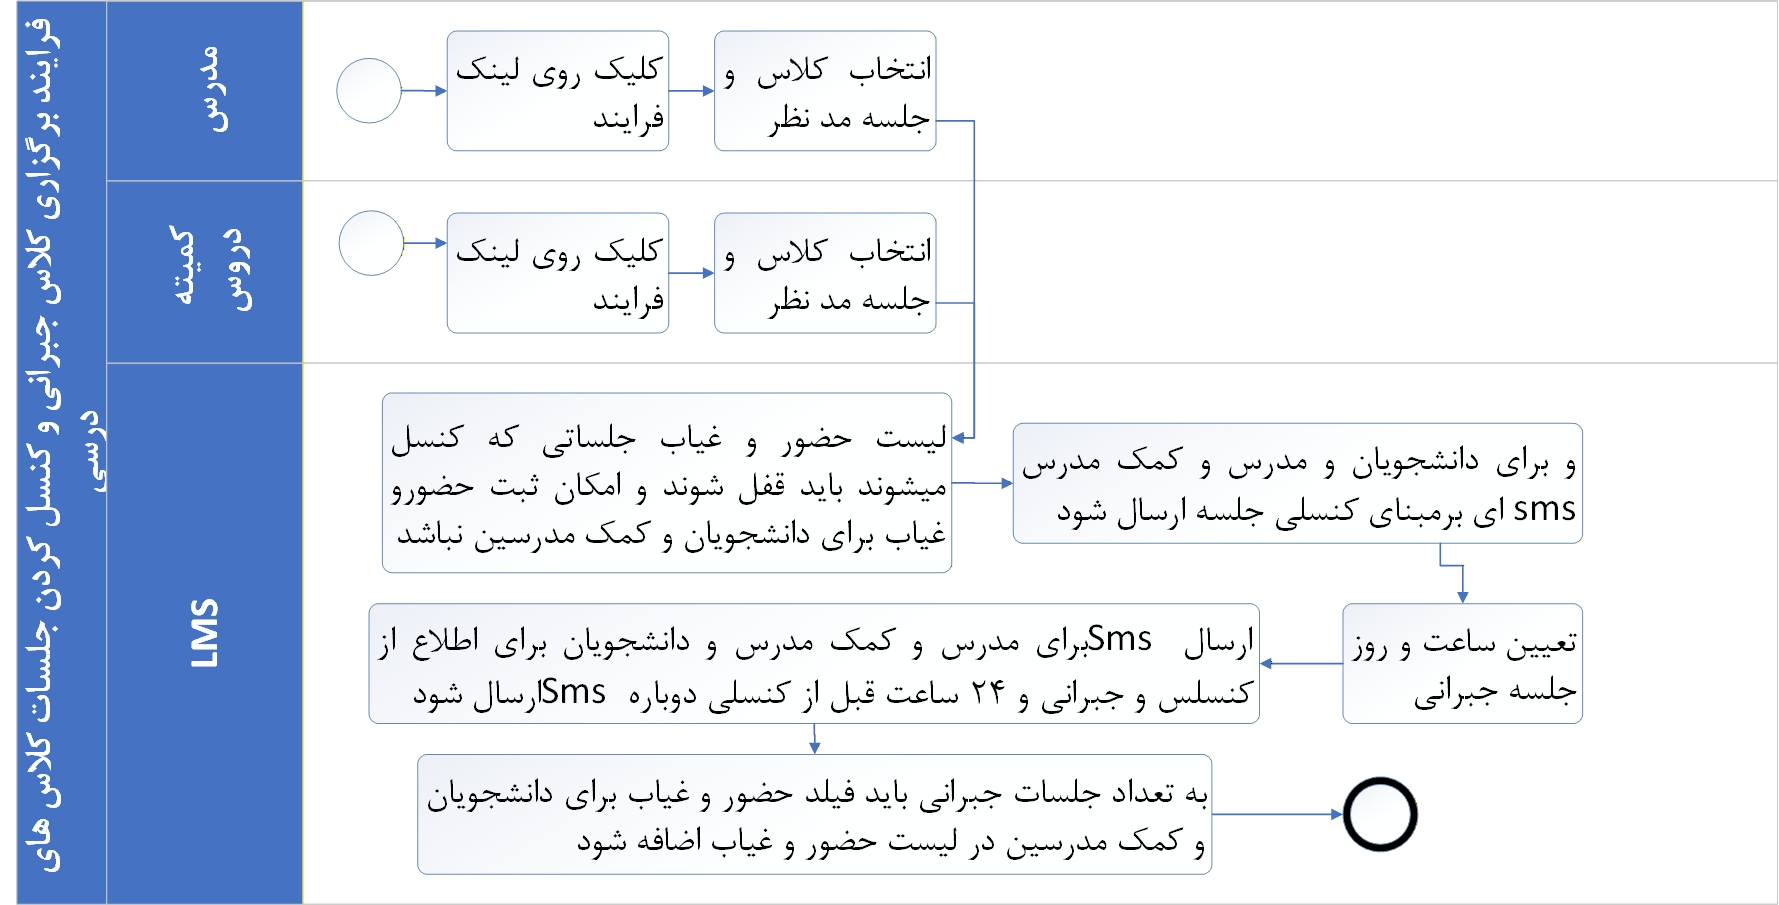 فرایند برگزاری کلاس جبرانی و کنسل کردن جلسات کلاس های
درسی
مدرس
کلیک روی لینک
فرایند
انتخاب کلاس و
جلسه مد نظر
کمیته
دروس
کلیک روی لینک
فرایند
انتخاب کلاس و
جلسه مد نظر
LMS
لیست حضور و غیاب جلساتی که کنسل
میشوند باید قفل شوند و امکان ثبت حضورو
غیاب برای دانشجویان و کمک مدرسین نباشد
و برای دانشجویان و مدرس و کمک مدرس
sms ای برمبنای کنسلی جلسه ارسال شود
تعیین ساعت و روز
جلسه جبرانی
ارسال Smsبرای مدرس و کمک مدرس و دانشجویان برای اطلاع از
کنسلس و جبرانی و ۲۴ ساعت قبل از کنسلی دوباره Smsارسال شود
به تعداد جلسات جبرانی باید فیلد حضور و غیاب برای دانشجویان
و کمک مدرسین در لیست حضور و غیاب اضافه شود